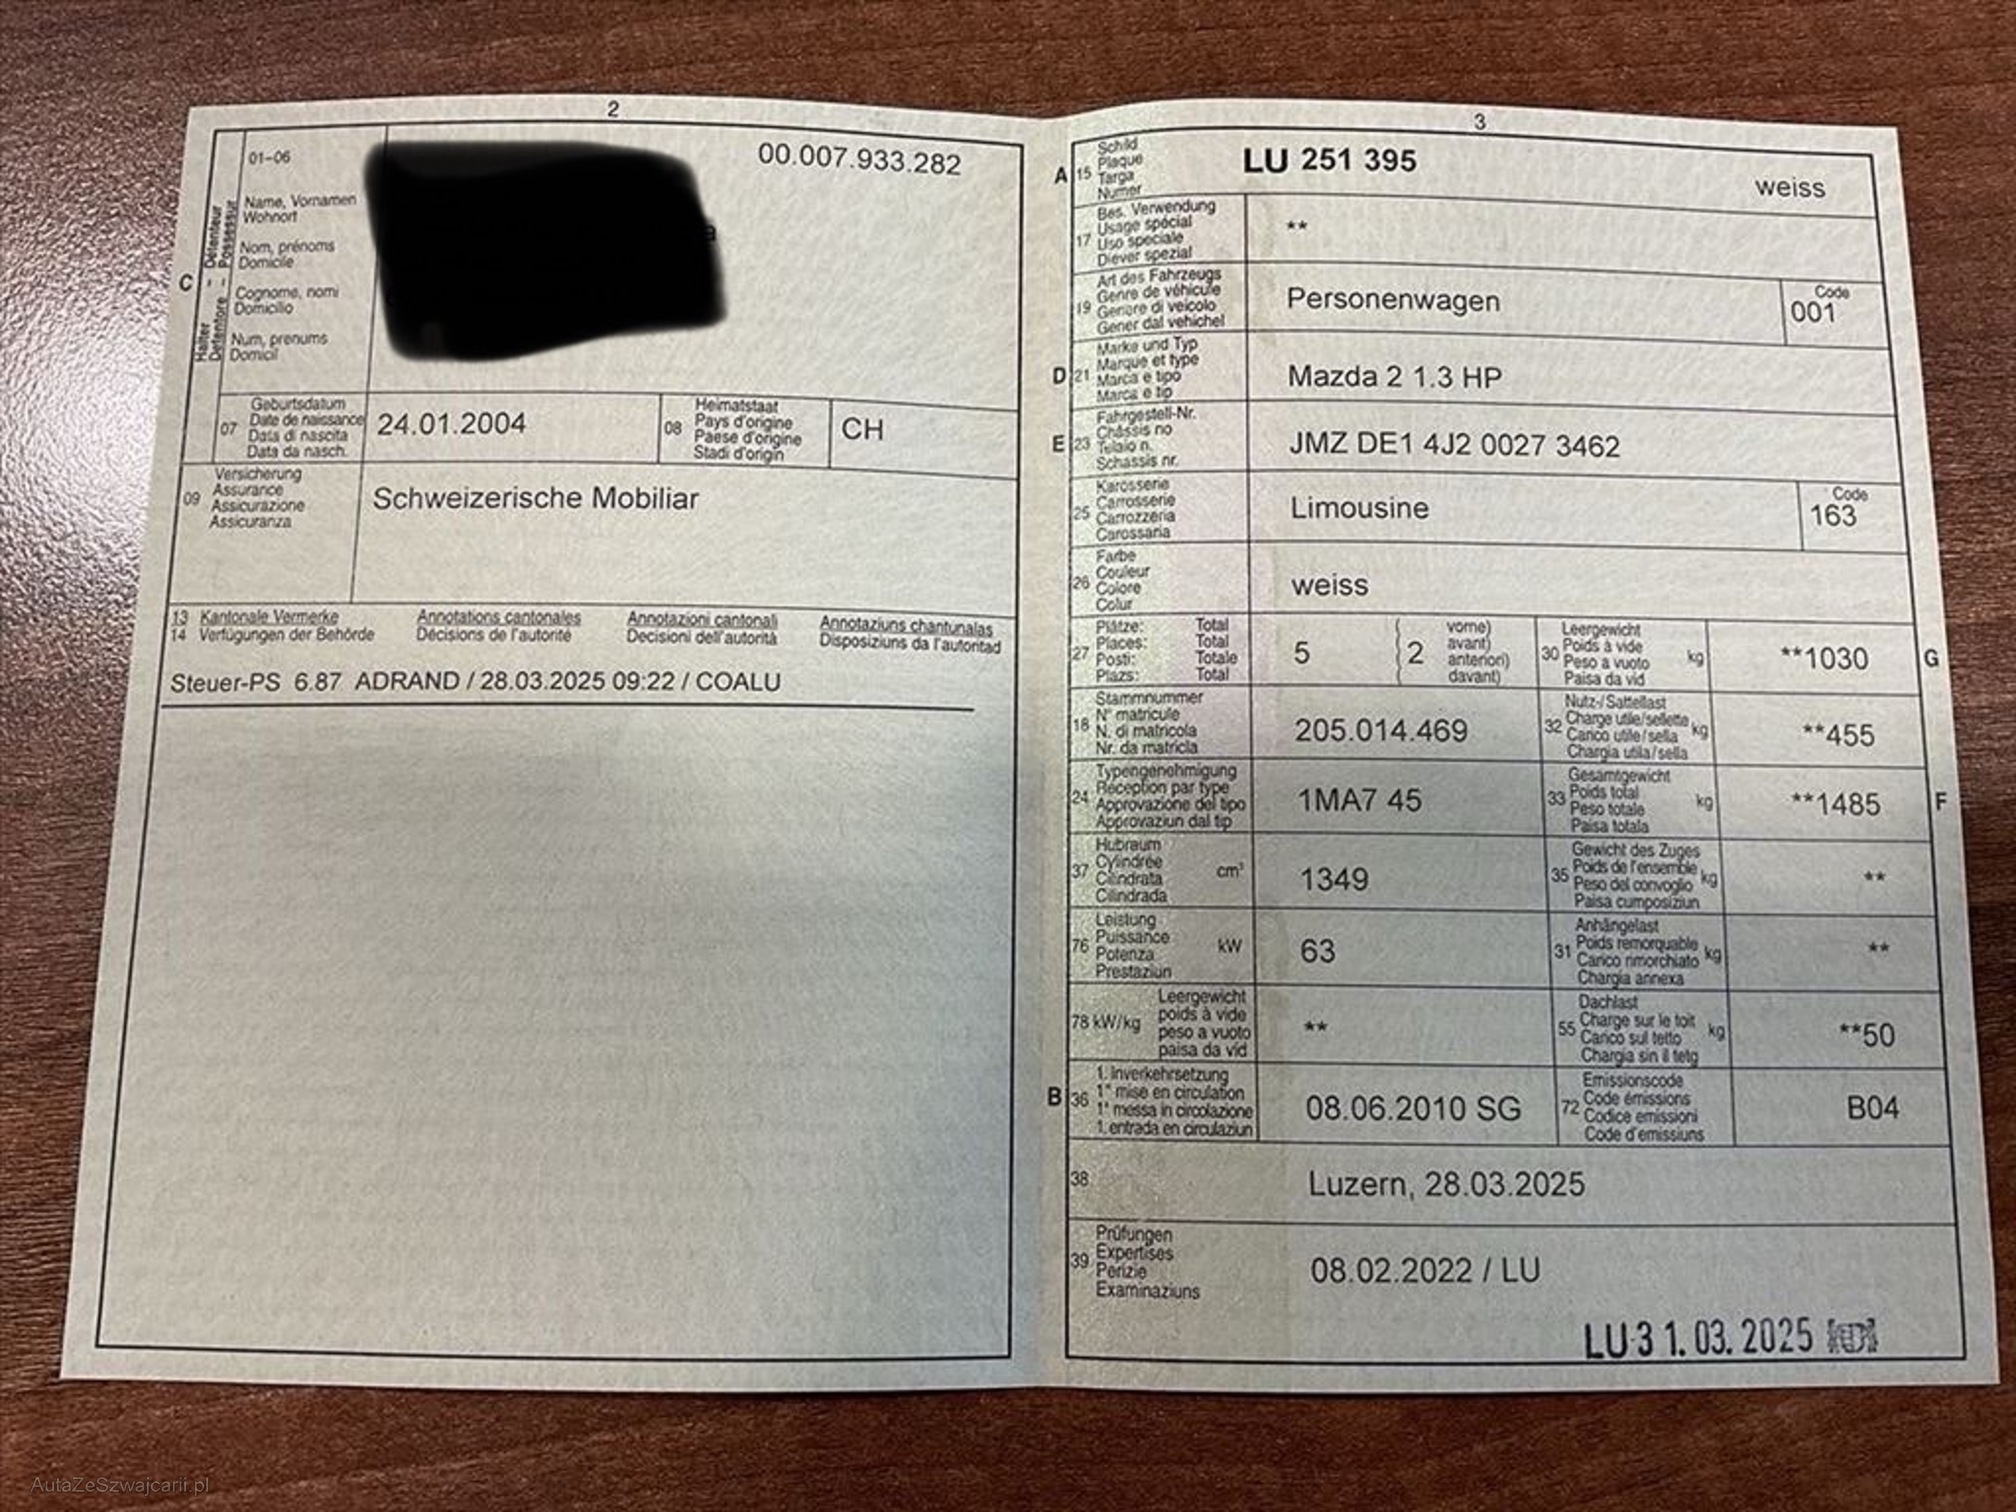 2
01-06
00.007.933.282
C
Halter – Détenteur
Detentore – Possessur
Name, Vornamen
Wohnort
Nom, prénoms
Domicile
Cognome, nomi
Domicilio
Num, prenums
Domicil
a
07
Geburtsdatum
Date de naissance
Data di nascita
Data da nasch.
24.01.2004
08
Heimatstaat
Pays d'origine
Paese d'origine
Stadi d'origin
CH
09
Versicherung
Assurance
Assicurazione
Assicuranza
Schweizerische Mobiliar
13 Kantonale Vermerke Annotations cantonales Annotazioni cantonali Annotaziuns chantunalas
14 Verfügungen der Behörde Décisions de l'autorité Decisioni dell'autorità Disposiziuns da l'autoritad
Steuer-PS 6.87 ADRAND / 28.03.2025 09:22 / COALU
3
A 15
Schild
Plaque
Targa
Numer
LU 251 395
weiss
17
Bes. Verwendung
Usage spécial
Uso speciale
Diever spezial
**
19
Art des Fahrzeugs
Genre de véhicule
Genere di veicolo
Gener dal vehichel
Personenwagen
Code
001
D 21
Marke und Typ
Marque et type
Marca e tipo
Marca e tip
Mazda 2 1.3 HP
E 23
Fahrgestell-Nr.
Châssis no
Telaio n.
Schassis nr.
JMZ DE1 4J2 0027 3462
25
Karosserie
Carrosserie
Carrozzeria
Carossaria
Limousine
Code
163
26
Farbe
Couleur
Colore
Colur
weiss
27
Plätze: Total
Places: Total
Posti: Totale
Plazs: Total
5
( 2
vorne)
avant)
anteriori)
davant)
30
Leergewicht
Poids à vide
Peso a vuoto
Paisa da vid
kg
**1030
G
18
Stammnummer
N° matricule
N. di matricola
Nr. da matricla
205.014.469
32
Nutz-/Sattellast
Charge utile/sellette
Carico utile/sella
Chargia utila/sella
kg
**455
24
Typengenehmigung
Réception par type
Approvazione del tipo
Approvaziun dal tip
1MA7 45
33
Gesamtgewicht
Poids total
Peso totale
Paisa totala
kg
**1485
F
37
Hubraum
Cylindrée
Cilindrata
Cilindrada
cm³
1349
35
Gewicht des Zuges
Poids de l'ensemble
Peso del convoglio
Paisa cumposiziun
kg
**
76
Leistung
Puissance
Potenza
Prestaziun
kW
63
31
Anhängelast
Poids remorquable
Carico rimorchiato
Chargia annexa
kg
**
78 kW/kg
Leergewicht
poids à vide
peso a vuoto
paisa da vid
**
55
Dachlast
Charge sur le toit
Carico sul tetto
Chargia sin il tetg
kg
**50
B 36
1. Inverkehrsetzung
1ᵉ mise en circulation
1ª messa in circolazione
1. entrada en circulaziun
08.06.2010 SG
72
Emissionscode
Code émissions
Codice emissioni
Code d'emissiuns
B04
38
Luzern, 28.03.2025
39
Prüfungen
Expertises
Perizie
Examinaziuns
08.02.2022 / LU
LU 31.03.2025
AutaZeSzwajcarii.pl